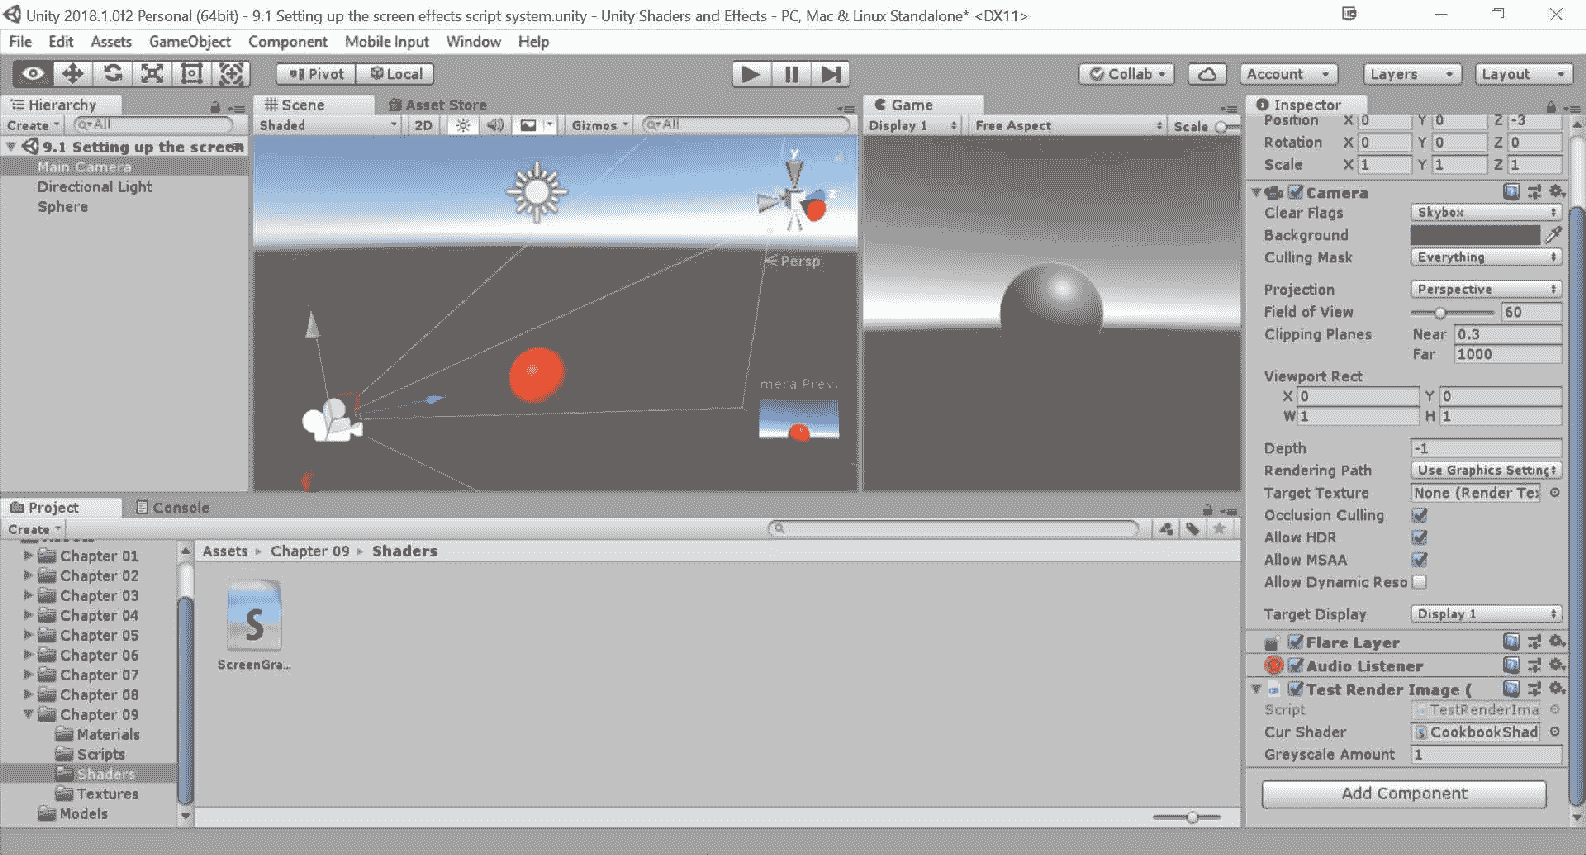 Unity 2018.1.0f2 Personal (64bit) - 9.1 Setting up the screen effects script system.unity - Unity Shaders and Effects - PC, Mac & Linux Standalone* <DX11>
File Edit Assets GameObject Component Mobile Input Window Help
Pivot Local Collab Account Layers Layout
Hierarchy
Create All
9.1 Setting up the screen
Main Camera
Directional Light
Sphere
Scene Asset Store
Shaded 2D Gizmos All
y
z
Persp
mera Prev.
Game
Display 1 Free Aspect Scale
Inspector
Position X 0 Y 0 Z -3
Rotation X 0 Y 0 Z 0
Scale X 1 Y 1 Z 1
Camera
Clear Flags Skybox
Background
Culling Mask Everything
Projection Perspective
Field of View 60
Clipping Planes Near 0.3
Far 1000
Viewport Rect
X 0 Y 0
W 1 H 1
Depth -1
Rendering Path Use Graphics Setting
Target Texture None (Render Te
Occlusion Culling
Allow HDR
Allow MSAA
Allow Dynamic Reso
Target Display Display 1
Flare Layer
Audio Listener
Test Render Image (
Script TestRenderIma
Cur Shader CookbookShad
Greyscale Amount 1
Add Component
Project Console
Create
Chapter 01
Chapter 02
Chapter 03
Chapter 04
Chapter 05
Chapter 06
Chapter 07
Chapter 08
Chapter 09
Materials
Scripts
Shaders
Textures
Models
Assets Chapter 09 Shaders
S
ScreenGra...